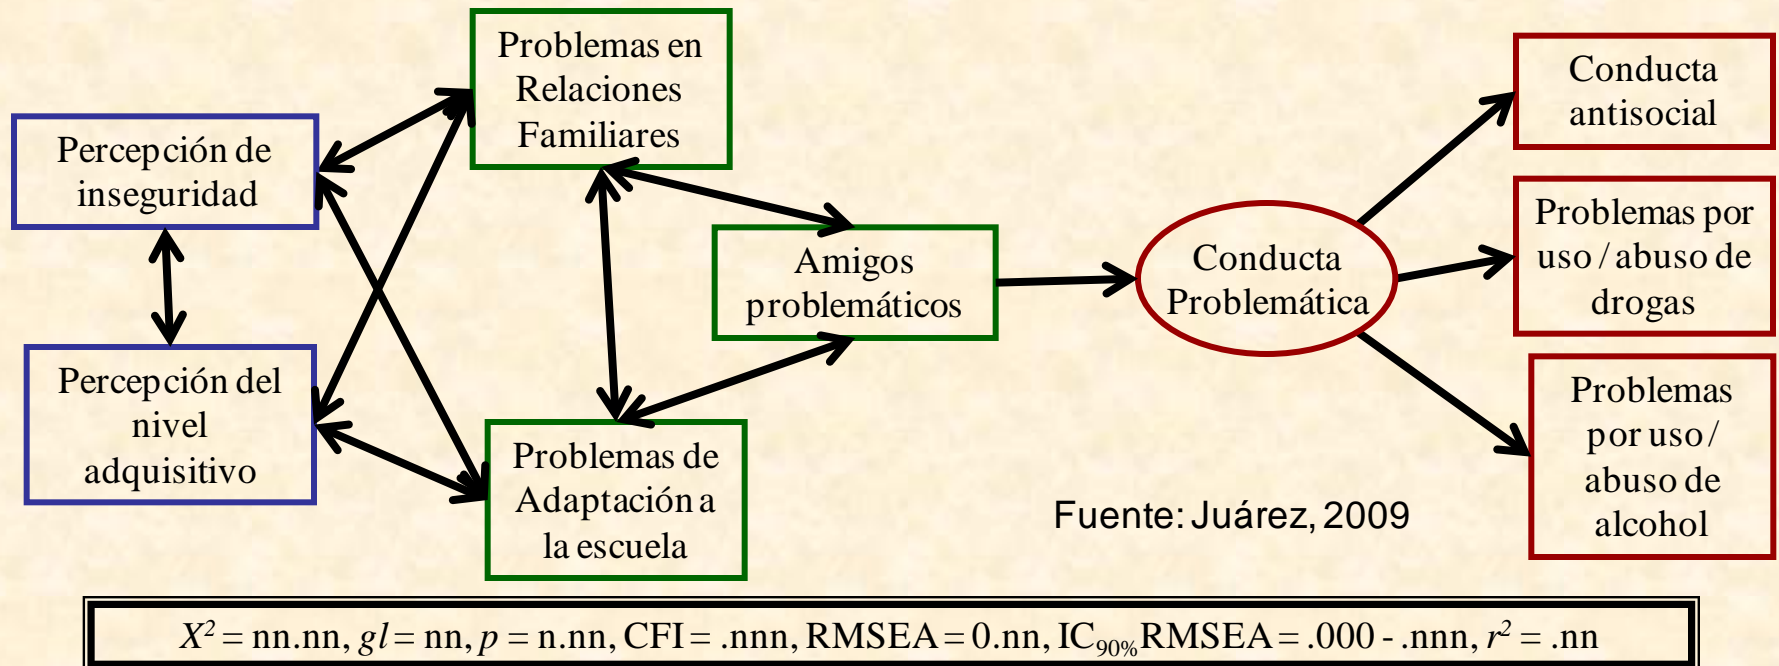 Problemas en
Relaciones
Familiares
Percepción de
inseguridad
Percepción del
nivel
adquisitivo
Problemas de
Adaptación a
la escuela
Amigos
problemáticos
Conducta
Problemática
Conducta
antisocial
Problemas por
uso / abuso de
drogas
Problemas
por uso /
abuso de
alcohol
Fuente: Juárez, 2009
X² = nn.nn, gl = nn, p = n.nn, CFI = .nnn, RMSEA = 0.nn, IC90% RMSEA = .000 - .nnn, r² = .nn